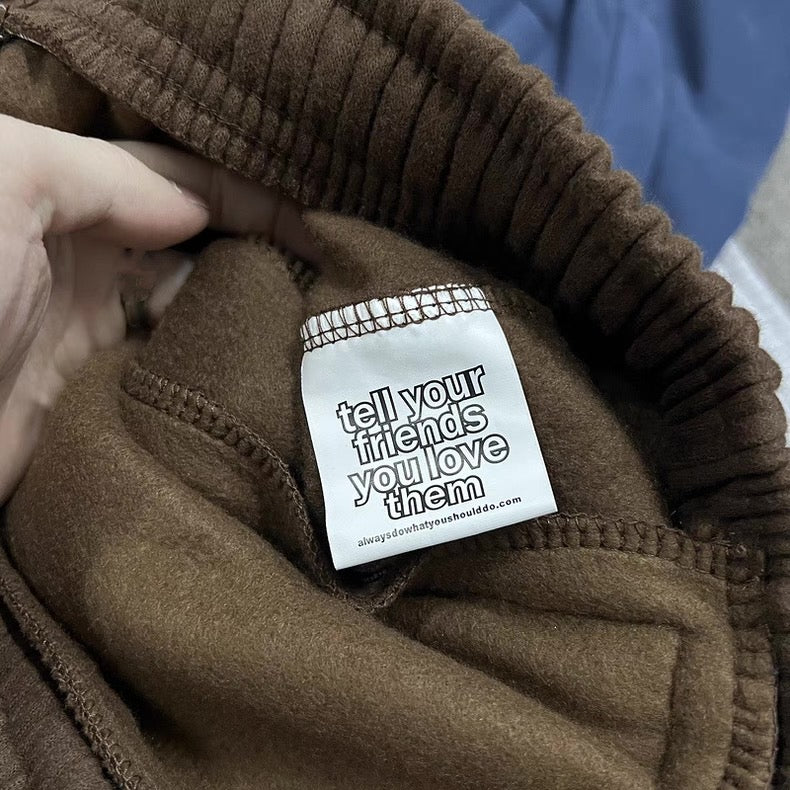 tell your
friends
you love
them
alwaysdowhatyoushoulddo.com